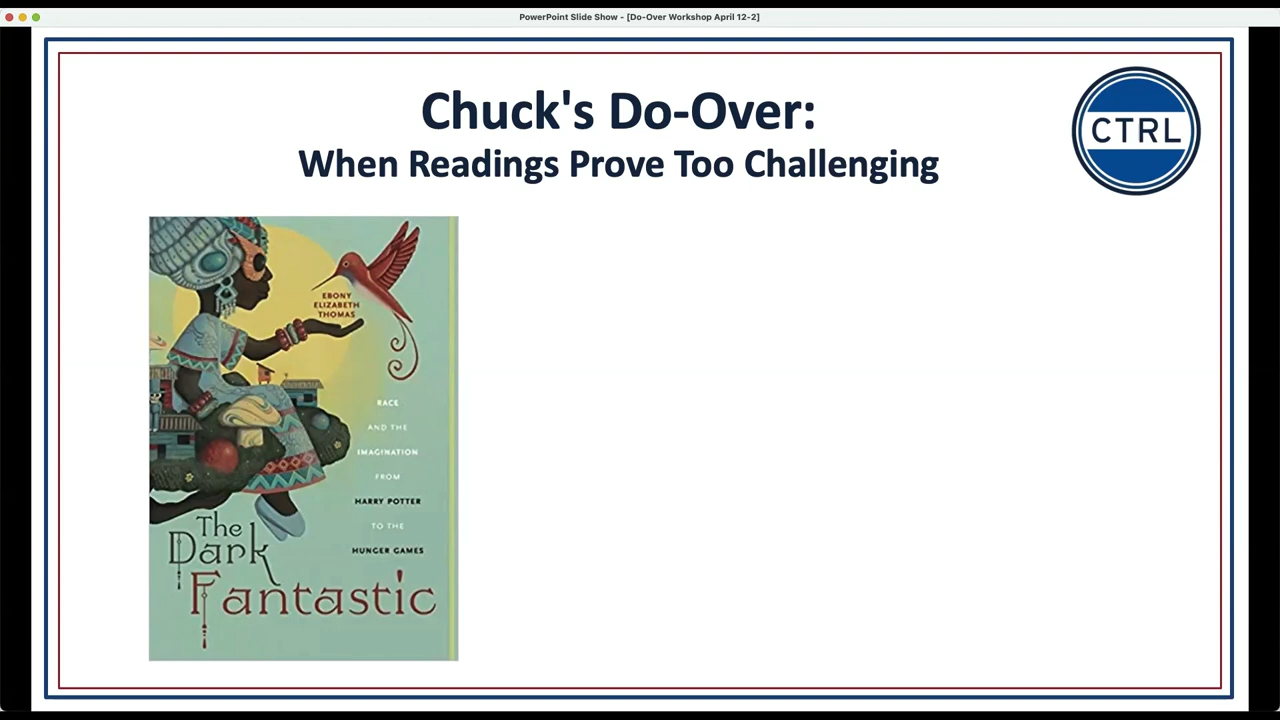 PowerPoint Slide Show - [Do-Over Workshop April 12-2]
Chuck's Do-Over:
When Readings Prove Too Challenging
CTRL
EBONY
ELIZABETH
THOMAS
RACE
AND THE
IMAGINATION
FROM
HARRY POTTER
TO THE
HUNGER GAMES
The
Dark
Fantastic